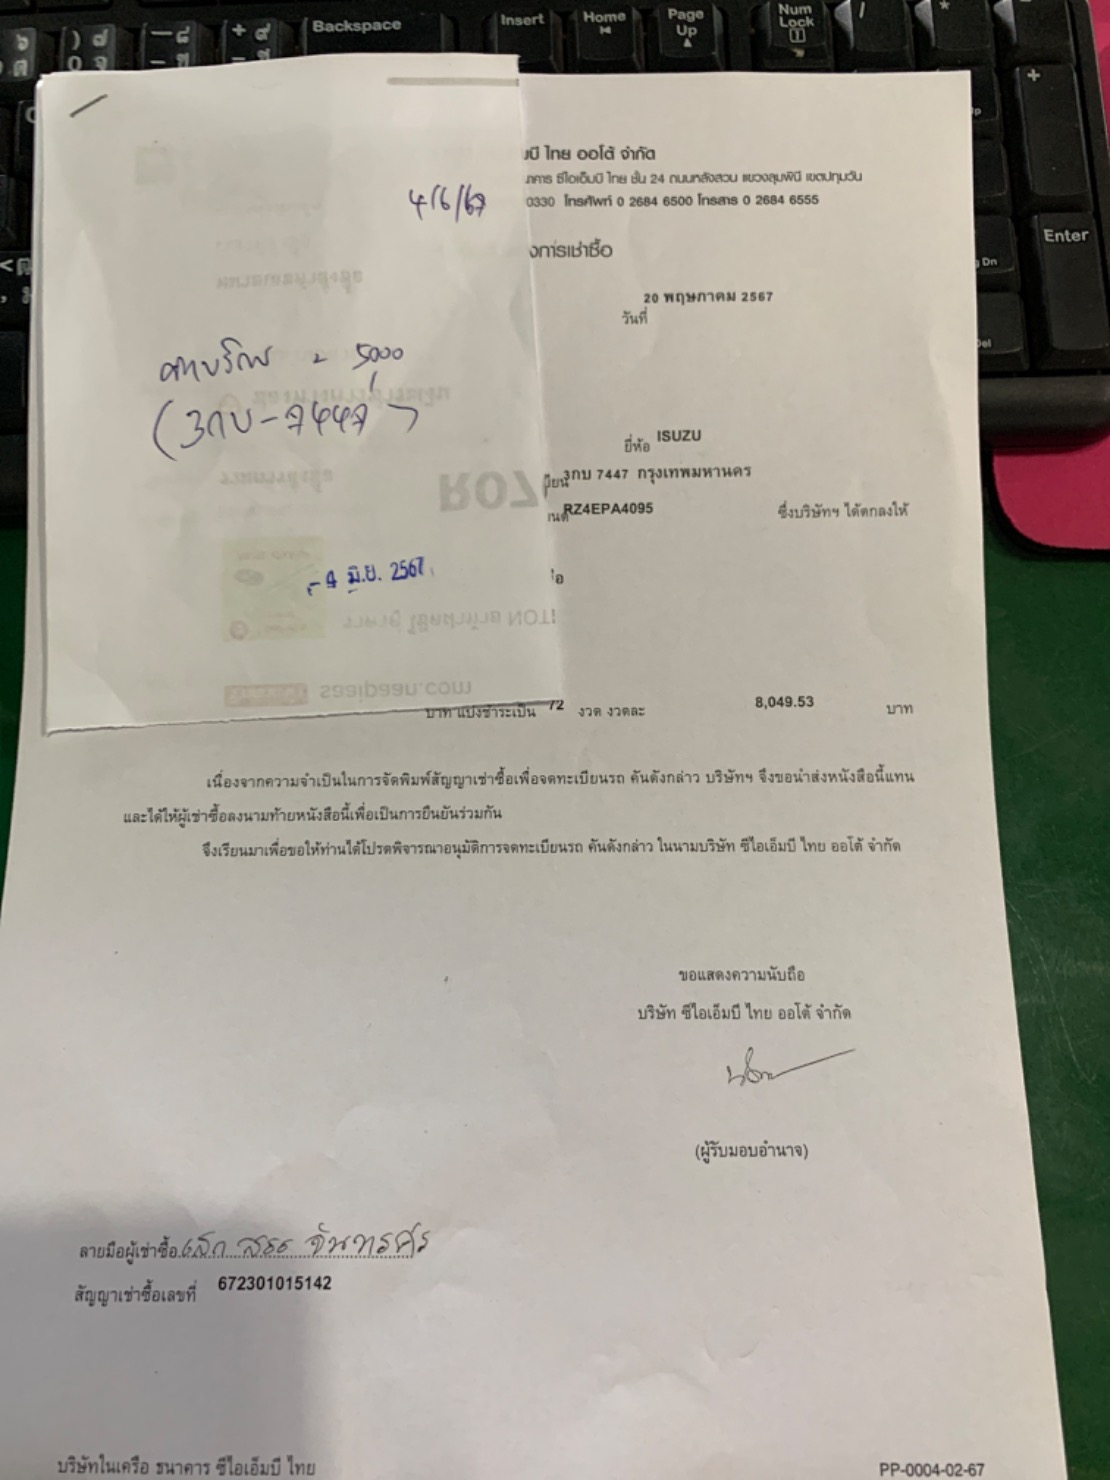 Backspace
Insert
Home
Page Up
Num Lock
Enter
4/6/67
ค่าบริการ = 5,000
(3กบ-7447)
-4 มิ.ย. 2567
มบี ไทย ออโต้ จำกัด
าคาร ซีไอเอ็มบี ไทย ชั้น 24 ถนนหลังสวน แขวงลุมพินี เขตปทุมวัน
0330 โทรศัพท์ 0 2684 6500 โทรสาร 0 2684 6555
งการเช่าซื้อ
20 พฤษภาคม 2567
วันที่
ยี่ห้อ ISUZU
บียน 3กบ 7447 กรุงเทพมหานคร
นต์ RZ4EPA4095 ซึ่งบริษัทฯ ได้ตกลงให้
อ
บาท แบ่งชำระเป็น 72 งวด งวดละ 8,049.53 บาท
เนื่องจากความจำเป็นในการจัดพิมพ์สัญญาเช่าซื้อเพื่อจดทะเบียนรถ คันดังกล่าว บริษัทฯ จึงขอนำส่งหนังสือนี้แทน
และได้ให้ผู้เช่าซื้อลงนามท้ายหนังสือนี้เพื่อเป็นการยืนยันร่วมกัน
จึงเรียนมาเพื่อขอให้ท่านได้โปรดพิจารณาอนุมัติการจดทะเบียนรถ คันดังกล่าว ในนามบริษัท ซีไอเอ็มบี ไทย ออโต้ จำกัด
ขอแสดงความนับถือ
บริษัท ซีไอเอ็มบี ไทย ออโต้ จำกัด
(ผู้รับมอบอำนาจ)
ลายมือผู้เช่าซื้อ
สัญญาเช่าซื้อเลขที่ 672301015142
บริษัทในเครือ ธนาคาร ซีไอเอ็มบี ไทย
PP-0004-02-67